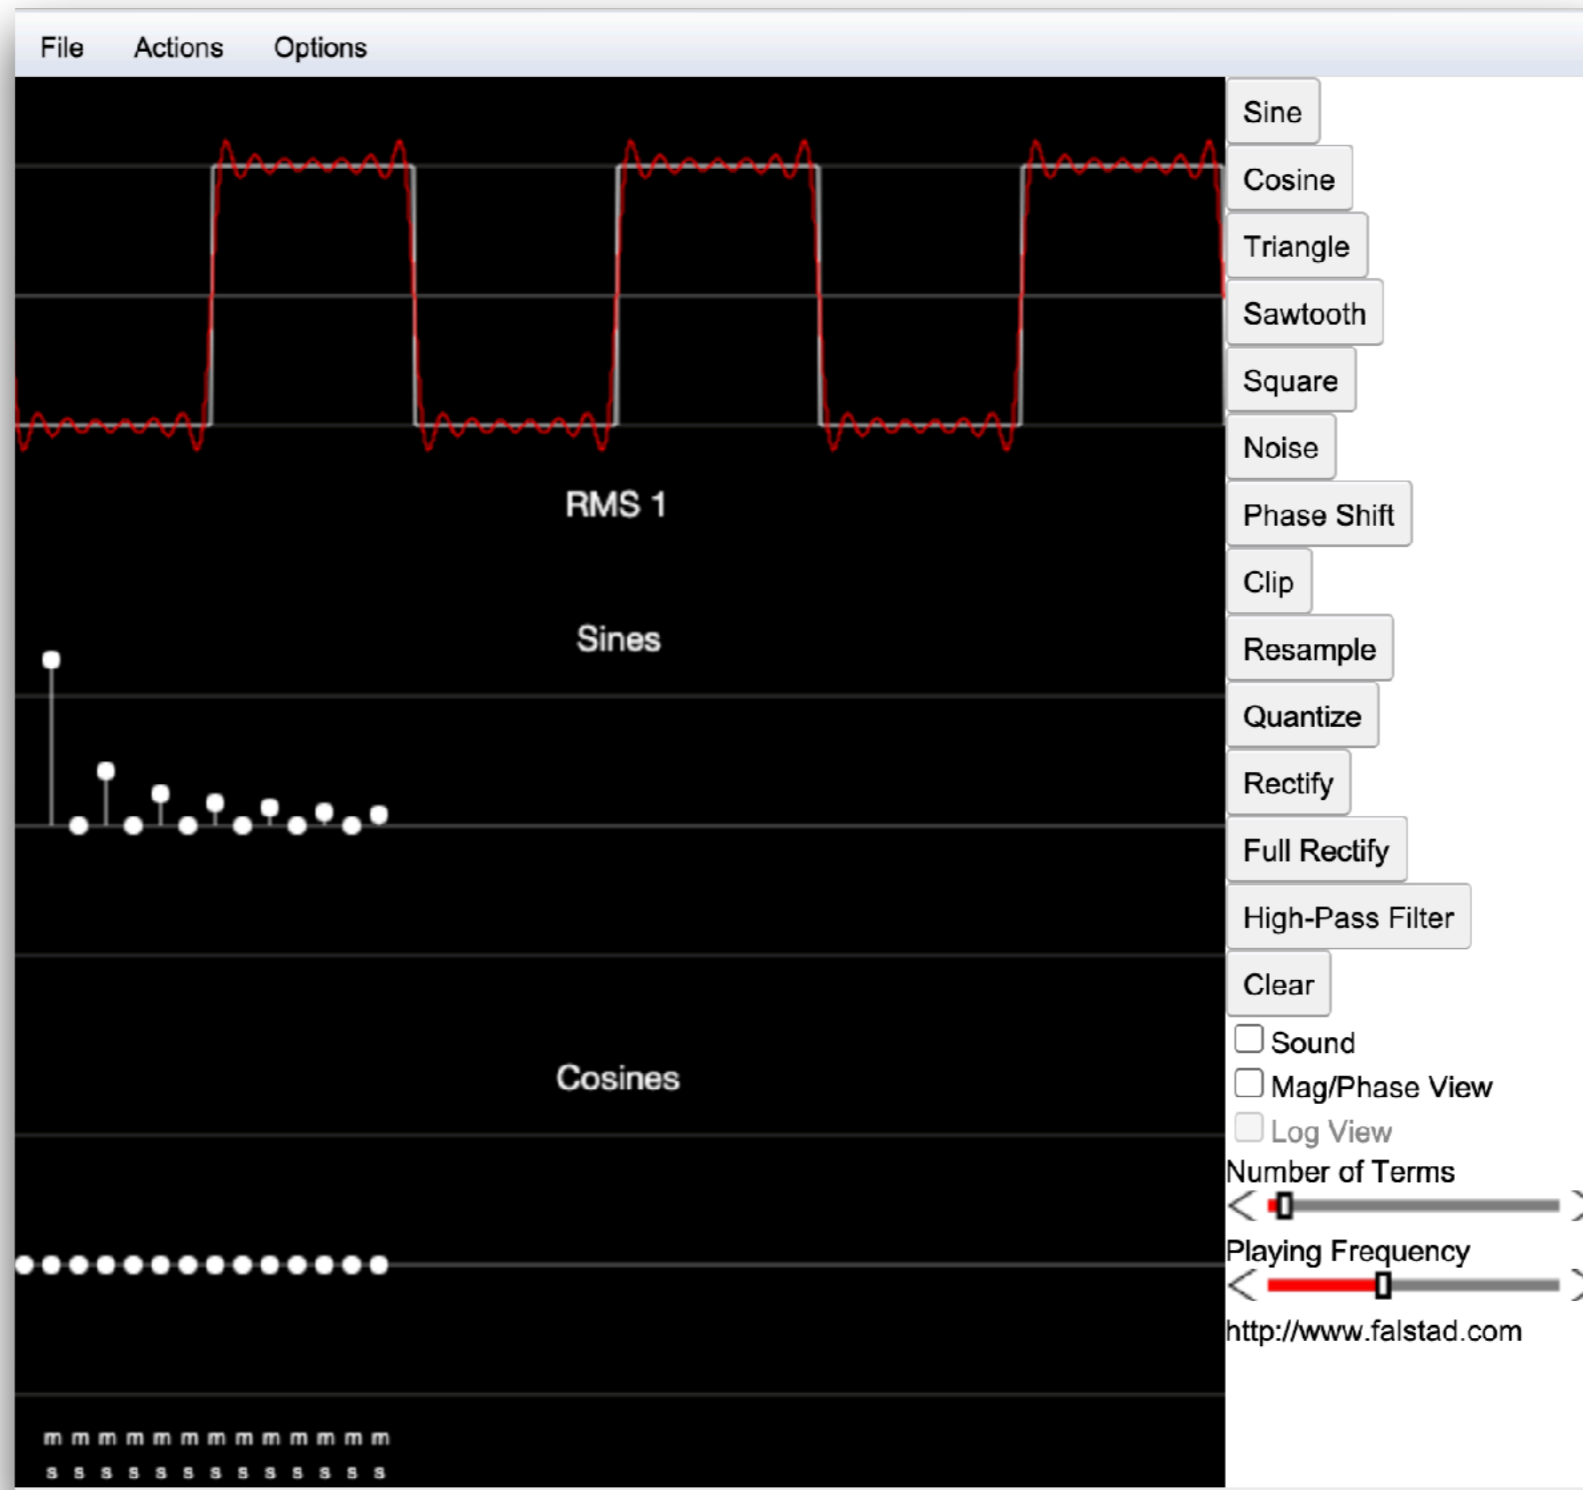 File Actions Options
Sine
Cosine
Triangle
Sawtooth
Square
Noise
Phase Shift
Clip
Resample
Quantize
Rectify
Full Rectify
High-Pass Filter
Clear
Sound
Mag/Phase View
Log View
Number of Terms
Playing Frequency
http://www.falstad.com
RMS 1
Sines
Cosines
m m m m m m m m m m m m m
s s s s s s s s s s s s s